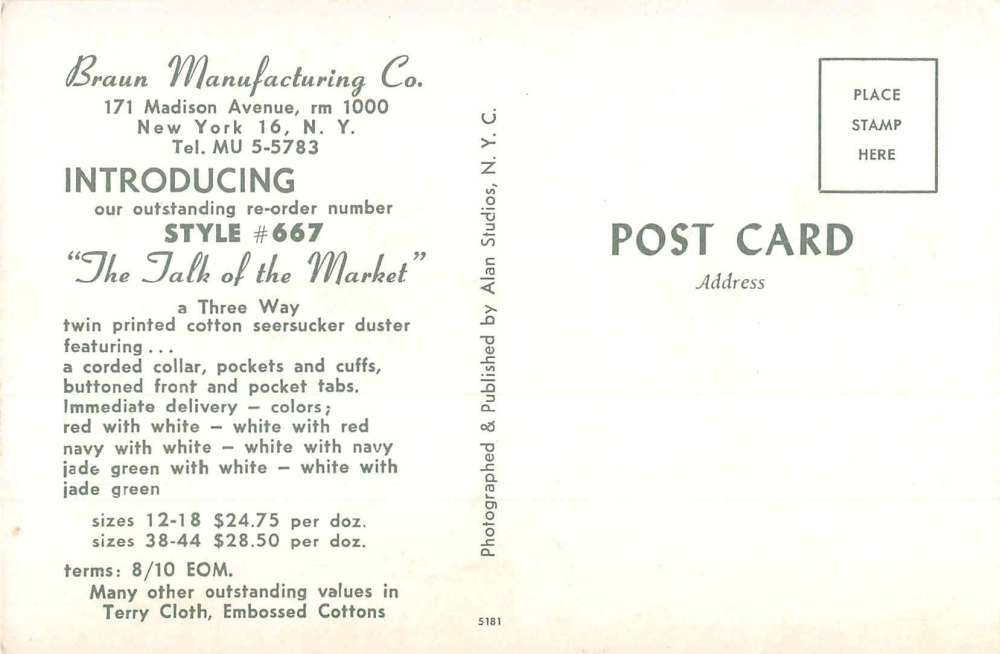 Braun Manufacturing Co.
171 Madison Avenue, rm 1000
New York 16, N. Y.
Tel. MU 5-5783
INTRODUCING
our outstanding re-order number
STYLE #667
"The Talk of the Market"
a Three Way
twin printed cotton seersucker duster
featuring...
a corded collar, pockets and cuffs,
buttoned front and pocket tabs.
Immediate delivery – colors;
red with white – white with red
navy with white – white with navy
jade green with white – white with
jade green
sizes 12-18 $24.75 per doz.
sizes 38-44 $28.50 per doz.
terms: 8/10 EOM.
Many other outstanding values in
Terry Cloth, Embossed Cottons
Photographed & Published by Alan Studios, N. Y. C.
5181
PLACE
STAMP
HERE
POST CARD
Address